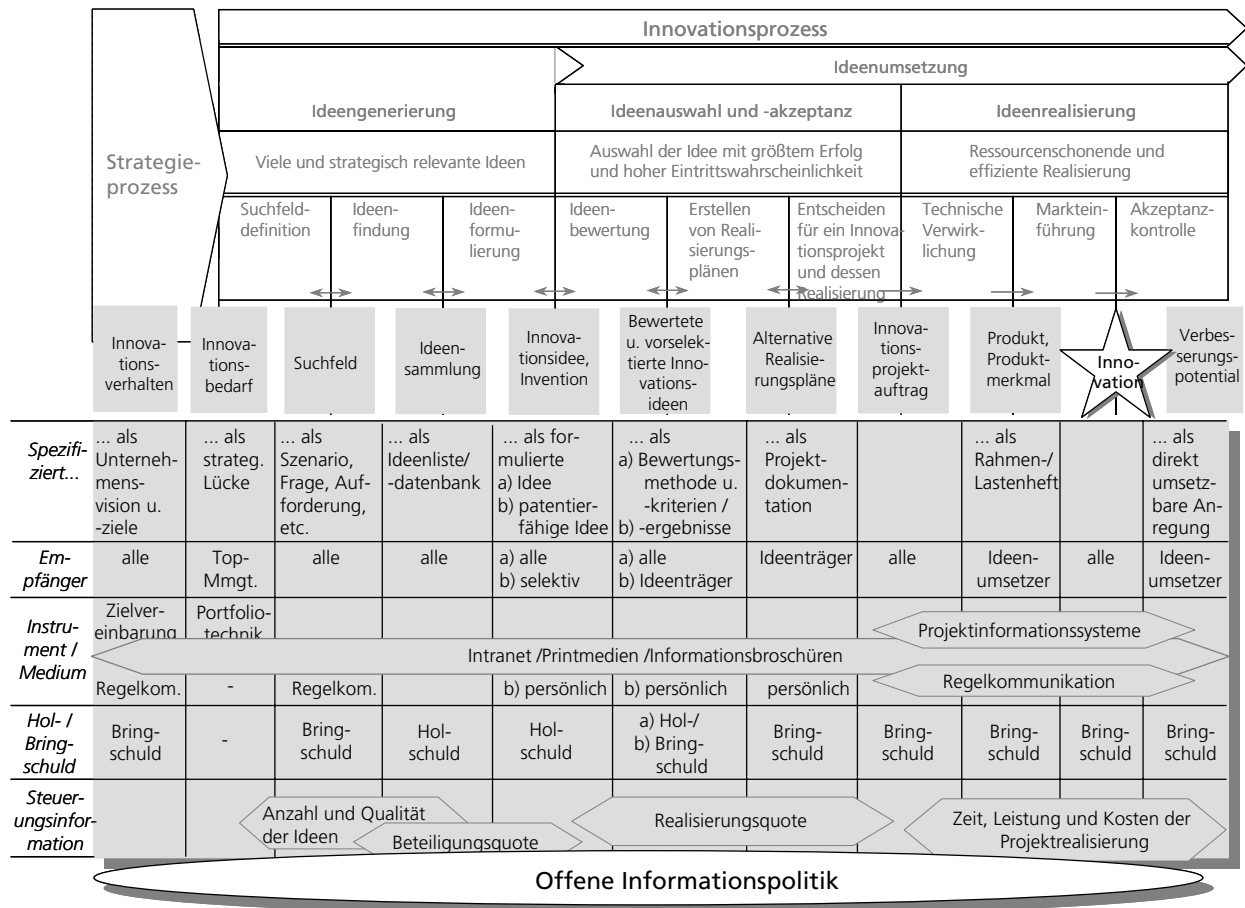 Innovationsprozess
Ideenumsetzung
Ideengenerierung
Ideenauswahl und -akzeptanz
Ideenrealisierung
Strategie-
prozess
Viele und strategisch relevante Ideen
Auswahl der Idee mit größtem Erfolg
und hoher Eintrittswahrscheinlichkeit
Ressourcenschonende und
effiziente Realisierung
Suchfeld-
definition
Ideen-
findung
Ideen-
formu-
lierung
Ideen-
bewertung
Erstellen
von Reali-
sierungs-
plänen
Entscheiden
für ein Innova-
tionsprojekt
und dessen
Realisierung
Technische
Verwirk-
lichung
Marktein-
führung
Akzeptanz-
kontrolle
Innova-
tions-
verhalten
Innova-
tions-
bedarf
Suchfeld
Ideen-
sammlung
Innova-
tionsidee,
Invention
Bewertete
u. vorselek-
tierte Inno-
vations-
ideen
Alternative
Realisie-
rungspläne
Innova-
tions-
projekt-
auftrag
Produkt,
Produkt-
merkmal
Inno-
vation
Verbes-
serungs-
potential
Spezifi-
ziert...
... als
Unterneh-
mens-
vision u.
-ziele
... als
strateg.
Lücke
... als
Szenario,
Frage, Auf-
forderung,
etc.
... als
Ideenliste/
-datenbank
... als for-
mulierte
a) Idee
b) patentier-
fähige Idee
... als
a) Bewertungs-
methode u.
-kriterien /
b) -ergebnisse
... als
Projekt-
dokumen-
tation
... als
Rahmen-/
Lastenheft
... als
direkt
umsetz-
bare An-
regung
Em-
pfänger
alle
Top-
Mmgt.
alle
alle
a) alle
b) selektiv
a) alle
b) Ideenträger
Ideenträger
alle
Ideen-
umsetzer
alle
Ideen-
umsetzer
Instru-
ment /
Medium
Zielver-
einbarung
Portfolio-
technik
Projektinformationssysteme
Intranet /Printmedien /Informationsbroschüren
Regelkom.
-
Regelkom.
b) persönlich
b) persönlich
persönlich
Regelkommunikation
Hol- /
Bring-
schuld
Bring-
schuld
-
Bring-
schuld
Hol-
schuld
Hol-
schuld
a) Hol-/
b) Bring-
schuld
Bring-
schuld
Bring-
schuld
Bring-
schuld
Bring-
schuld
Bring-
schuld
Steuer-
ungsinfor-
mation
Anzahl und Qualität
der Ideen
Beteiligungsquote
Realisierungsquote
Zeit, Leistung und Kosten der
Projektrealisierung
Offene Informationspolitik